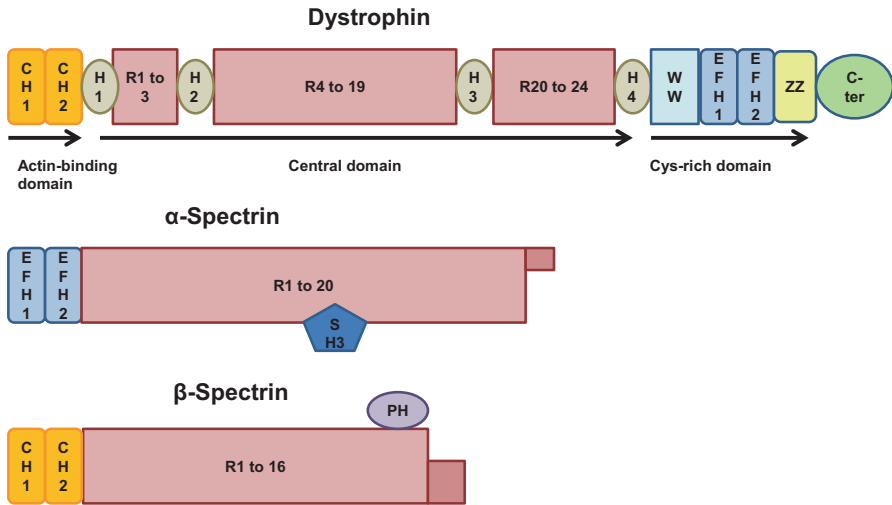 Dystrophin
C
H
1
C
H
2
H
1
R1 to
3
H
2
R4 to 19
H
3
R20 to 24
H
4
W
W
E
F
H
1
E
F
H
2
ZZ
C-
ter
Actin-binding
domain
Central domain
Cys-rich domain
α-Spectrin
E
F
H
1
E
F
H
2
R1 to 20
S
H3
β-Spectrin
PH
C
H
1
C
H
2
R1 to 16